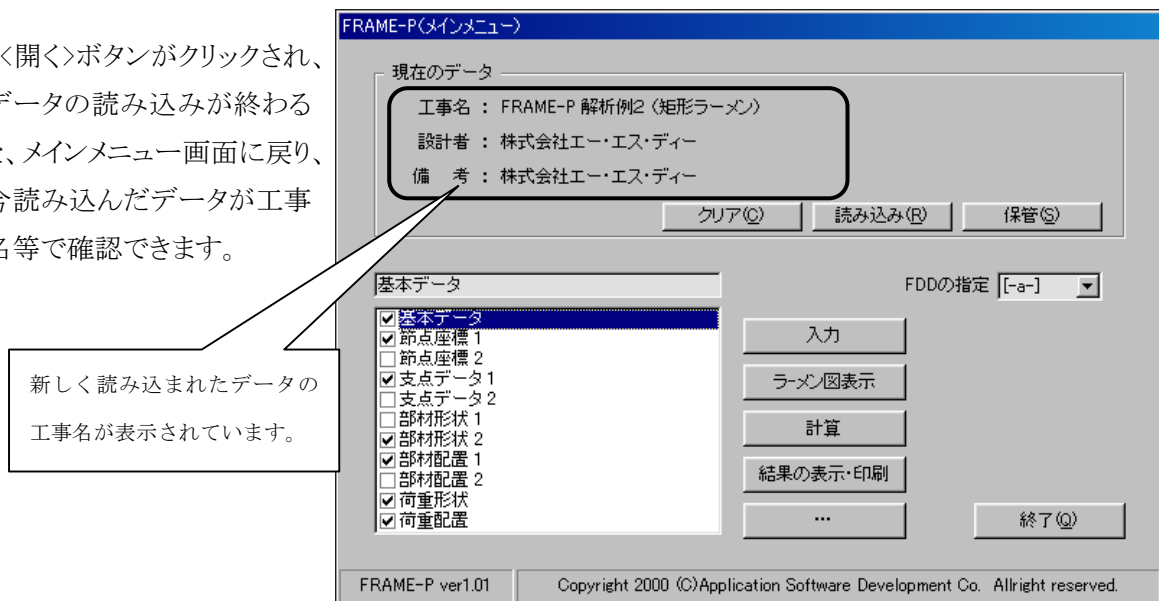 <開く>ボタンがクリックされ、
データの読み込みが終わる
と、メインメニュー画面に戻り、
今読み込んだデータが工事
名等で確認できます。
新しく読み込まれたデータの
工事名が表示されています。
FRAME-P(メインメニュー)
現在のデータ
工事名 : FRAME-P 解析例2(矩形ラーメン)
設計者 : 株式会社エー・エス・ディー
備 考 : 株式会社エー・エス・ディー
クリア(C) 読み込み(R) 保管(S)
基本データ
FDDの指定 [-a-]
基本データ
節点座標 1
節点座標 2
支点データ 1
支点データ 2
部材形状 1
部材形状 2
部材配置 1
部材配置 2
荷重形状
荷重配置
入力
ラーメン図表示
計算
結果の表示・印刷
...
終了(Q)
FRAME-P ver1.01
Copyright 2000 (C)Application Software Development Co. Allright reserved.